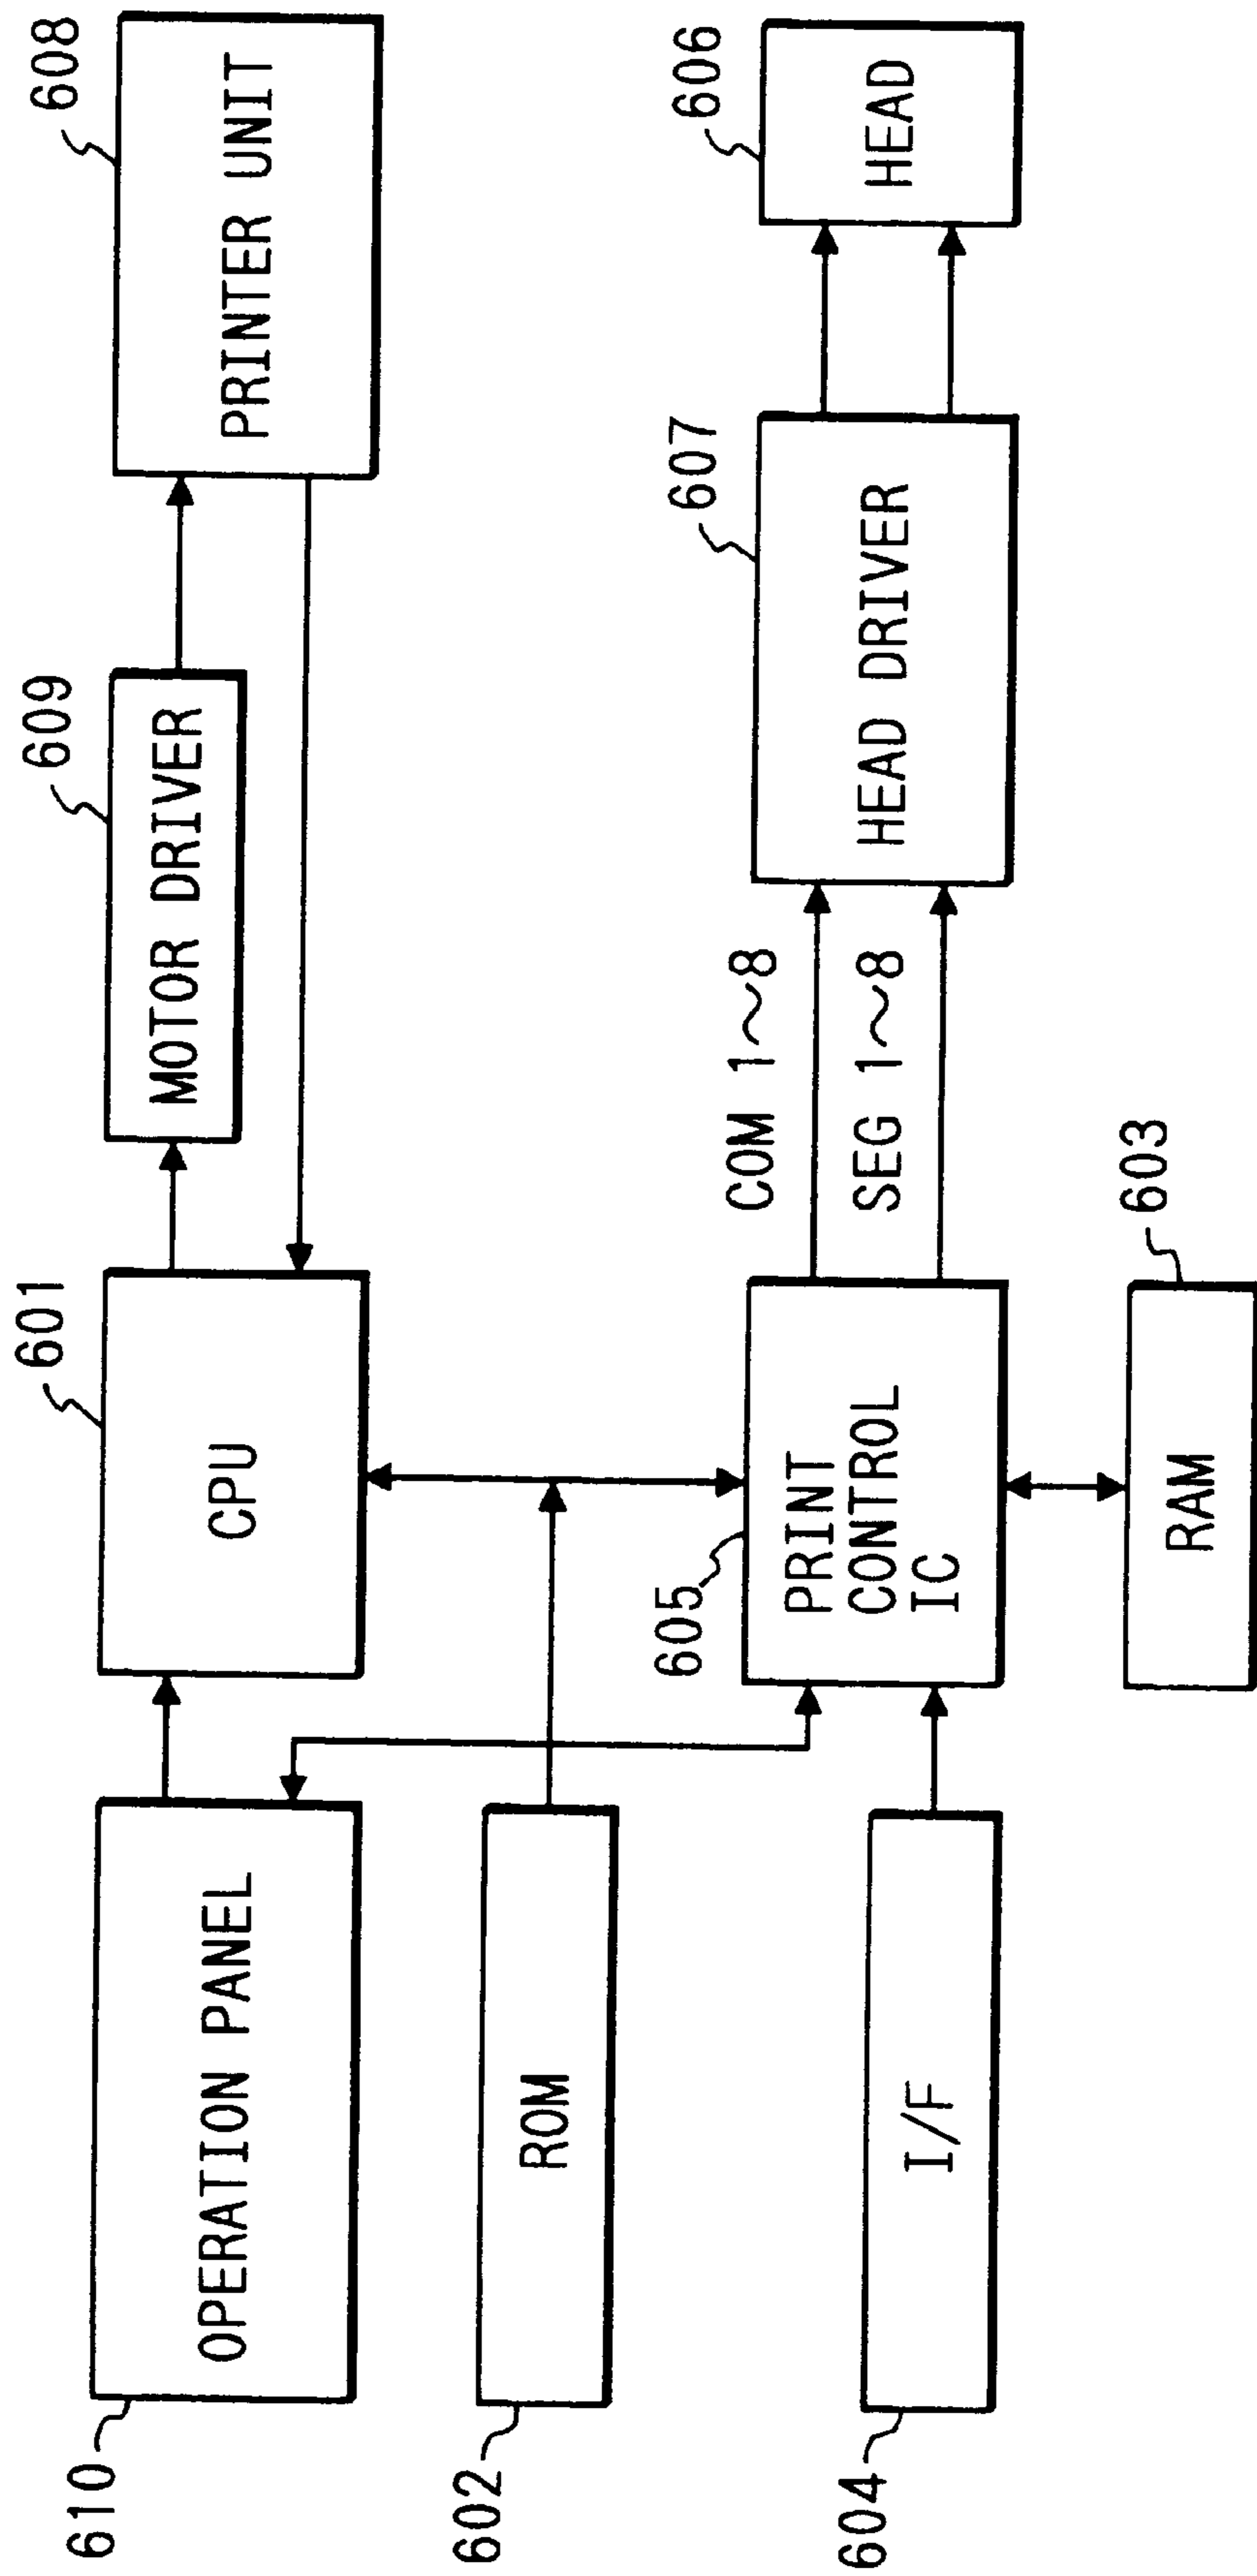 610
OPERATION PANEL
601
CPU
609
MOTOR DRIVER
608
PRINTER UNIT
602
ROM
604
I/F
605
PRINT
CONTROL
IC
COM 1~8
SEG 1~8
607
HEAD DRIVER
606
HEAD
603
RAM